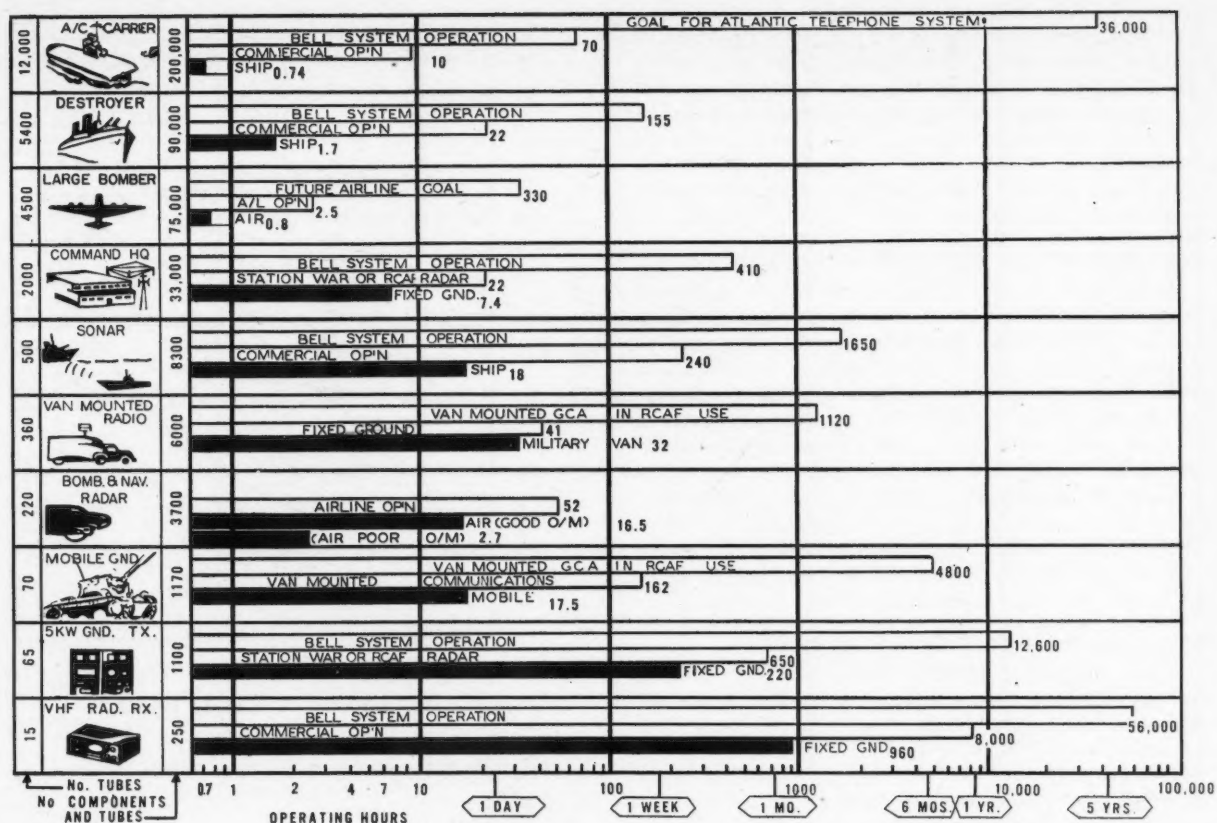 12,000
A/C CARRIER
200,000
GOAL FOR ATLANTIC TELEPHONE SYSTEM
36,000
BELL SYSTEM OPERATION
70
COMMERCIAL OP'N
10
SHIP 0.74
5400
DESTROYER
90,000
BELL SYSTEM OPERATION
155
COMMERCIAL OP'N
22
SHIP 1.7
4500
LARGE BOMBER
75,000
FUTURE AIRLINE GOAL
330
A/L OP'N
2.5
AIR 0.8
2000
COMMAND HQ
33,000
BELL SYSTEM OPERATION
410
STATION WAR OR RCAF RADAR
22
FIXED GND. 7.4
500
SONAR
8300
BELL SYSTEM OPERATION
1650
COMMERCIAL OP'N
240
SHIP 18
360
VAN MOUNTED
RADIO
6000
VAN MOUNTED GCA IN RCAF USE
1120
FIXED GROUND
41
MILITARY VAN 32
220
BOMB. & NAV.
RADAR
3700
AIRLINE OP'N
52
AIR (GOOD O/M) 16.5
(AIR POOR O/M) 2.7
70
MOBILE GND
1170
VAN MOUNTED GCA IN RCAF USE
4800
VAN MOUNTED COMMUNICATIONS
162
MOBILE 17.5
65
5KW GND. TX.
1100
BELL SYSTEM OPERATION
12,600
STATION WAR OR RCAF RADAR
650
FIXED GND. 220
15
VHF RAD. RX.
250
BELL SYSTEM OPERATION
56,000
COMMERCIAL OP'N
8,000
FIXED GND 960
No. TUBES
No COMPONENTS
AND TUBES
0.7 1 2 4 7 10 100 1000 10,000 100,000
OPERATING HOURS
1 DAY
1 WEEK
1 MO.
6 MOS.
1 YR.
5 YRS.